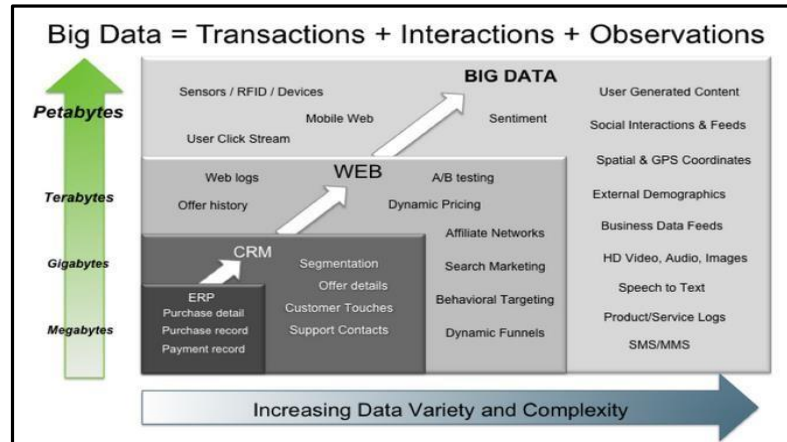 Big Data = Transactions + Interactions + Observations
Petabytes
Terabytes
Gigabytes
Megabytes
BIG DATA
Sensors / RFID / Devices
Mobile Web
User Click Stream
Sentiment
User Generated Content
Social Interactions & Feeds
Spatial & GPS Coordinates
External Demographics
Business Data Feeds
HD Video, Audio, Images
Speech to Text
Product/Service Logs
SMS/MMS
WEB
Web logs
Offer history
A/B testing
Dynamic Pricing
Affiliate Networks
Search Marketing
Behavioral Targeting
Dynamic Funnels
CRM
Segmentation
Offer details
Customer Touches
Support Contacts
ERP
Purchase detail
Purchase record
Payment record
Increasing Data Variety and Complexity